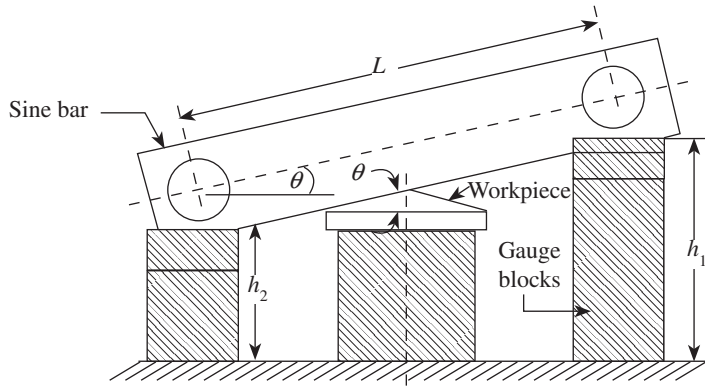 L
Sine bar
θ
θ
Workpiece
Gauge
blocks
h1
h2